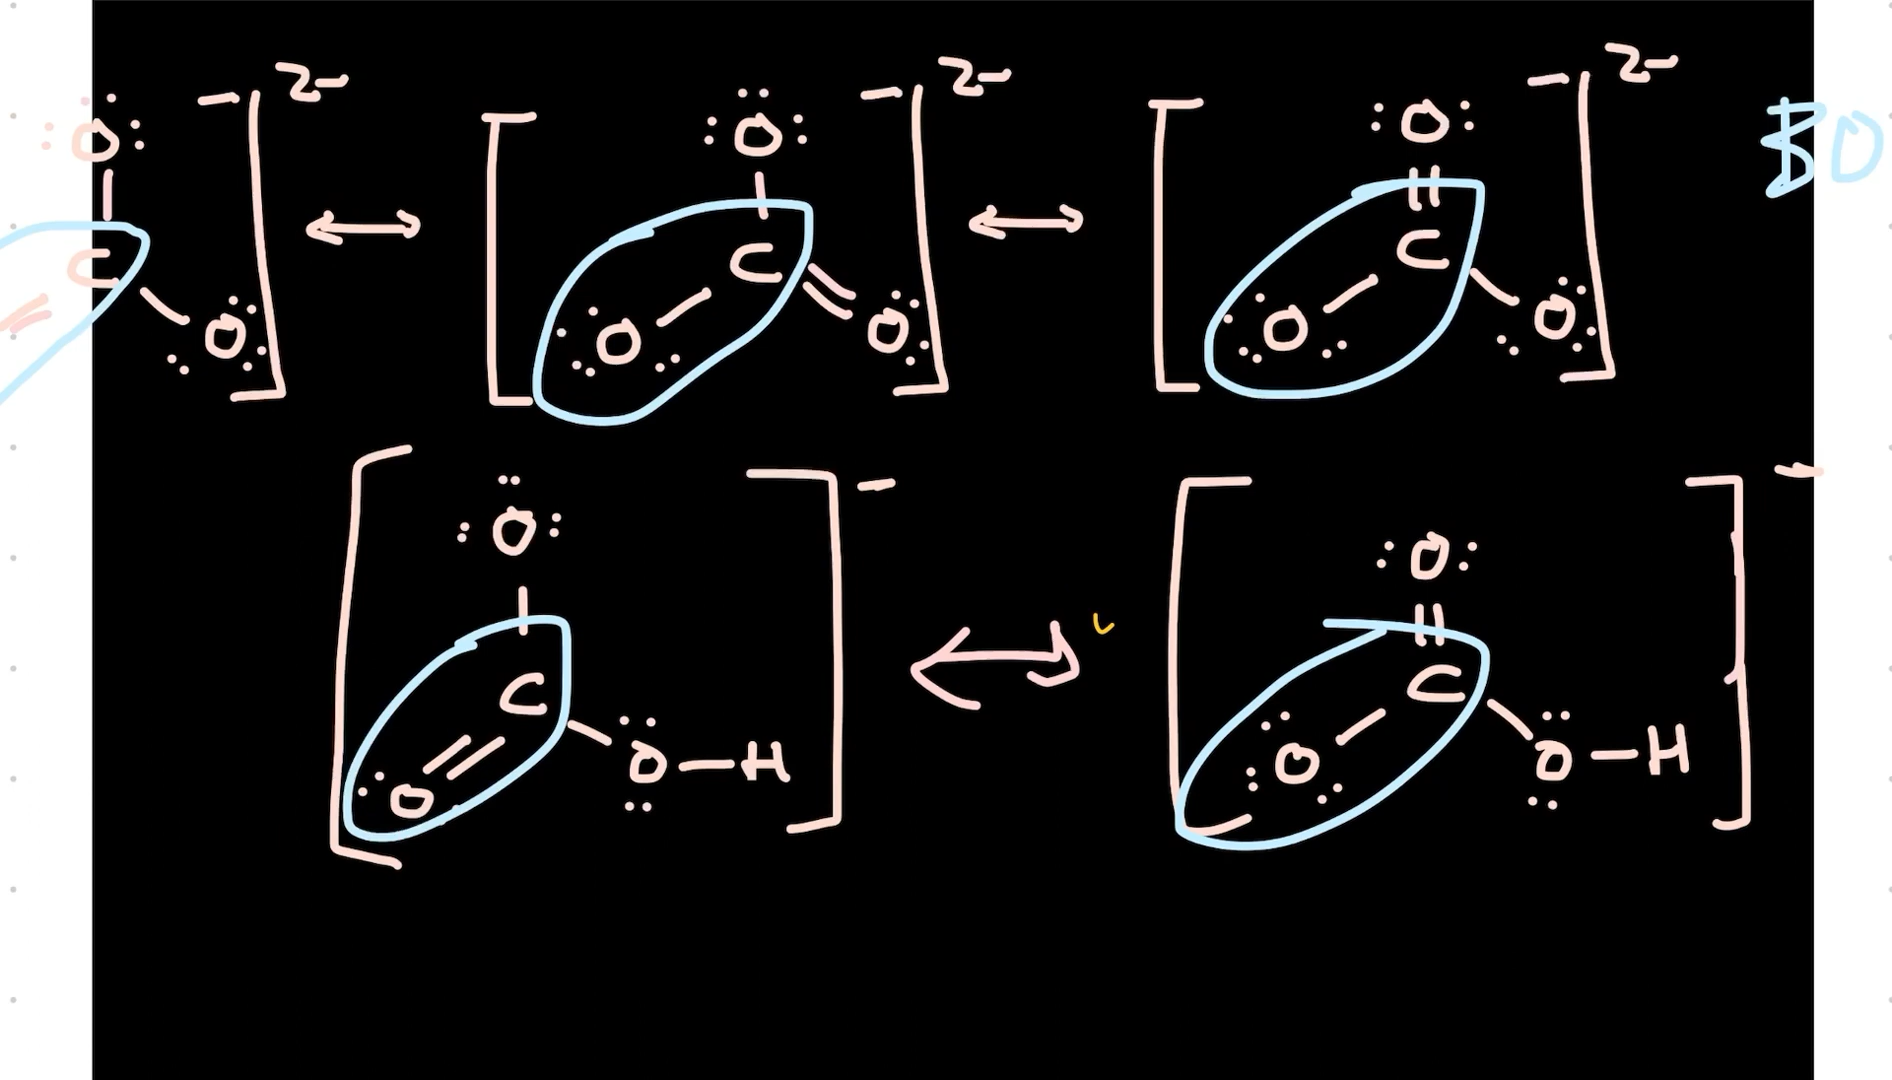 2- 2- 2-
O O O BO
C C C
O O O O O
- -
O O
C C
O O-H O O-H